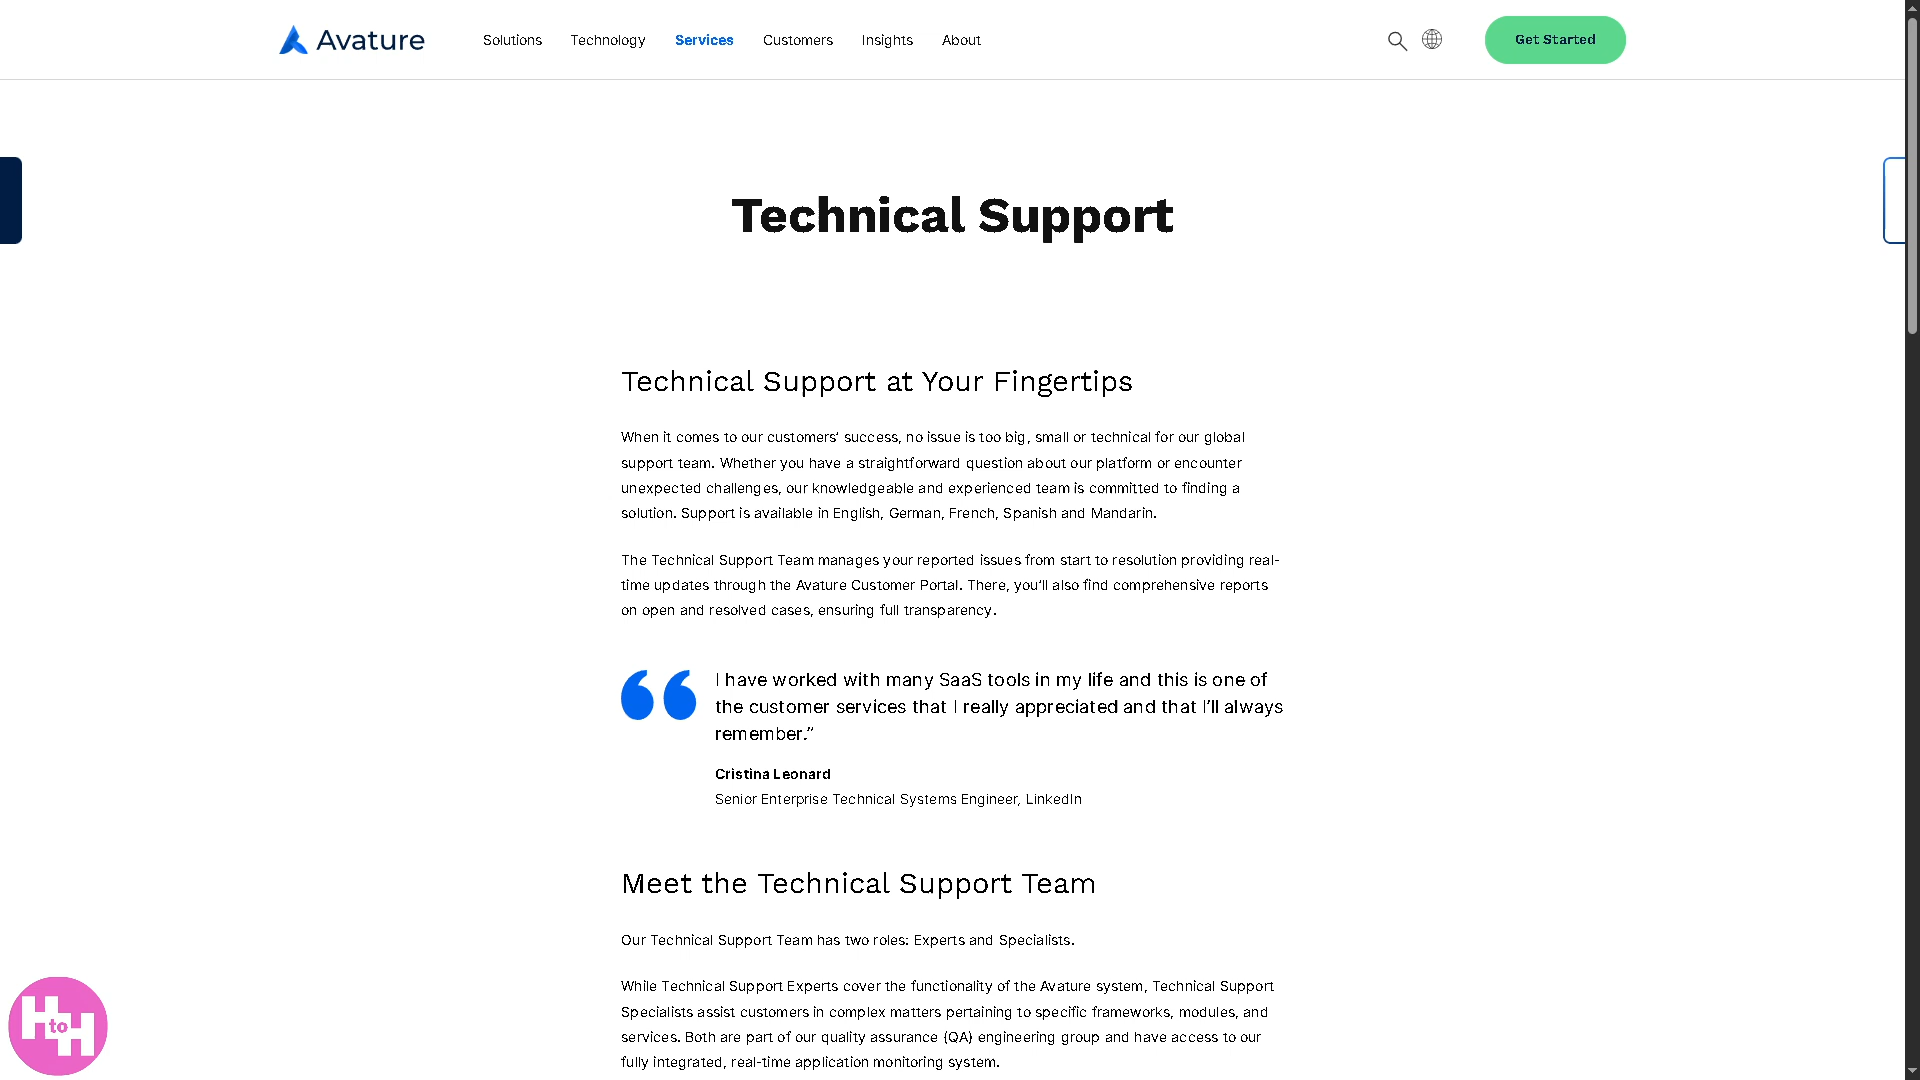 Avature
Solutions
Technology
Services
Customers
Insights
About
Get Started
Technical Support
Technical Support at Your Fingertips
When it comes to our customers’ success, no issue is too big, small or technical for our global
support team. Whether you have a straightforward question about our platform or encounter
unexpected challenges, our knowledgeable and experienced team is committed to finding a
solution. Support is available in English, German, French, Spanish and Mandarin.
The Technical Support Team manages your reported issues from start to resolution providing real-
time updates through the Avature Customer Portal. There, you’ll also find comprehensive reports
on open and resolved cases, ensuring full transparency.
I have worked with many SaaS tools in my life and this is one of
the customer services that I really appreciated and that I’ll always
remember.”
Cristina Leonard
Senior Enterprise Technical Systems Engineer, LinkedIn
Meet the Technical Support Team
Our Technical Support Team has two roles: Experts and Specialists.
While Technical Support Experts cover the functionality of the Avature system, Technical Support
Specialists assist customers in complex matters pertaining to specific frameworks, modules, and
services. Both are part of our quality assurance (QA) engineering group and have access to our
fully integrated, real-time application monitoring system.
H to H